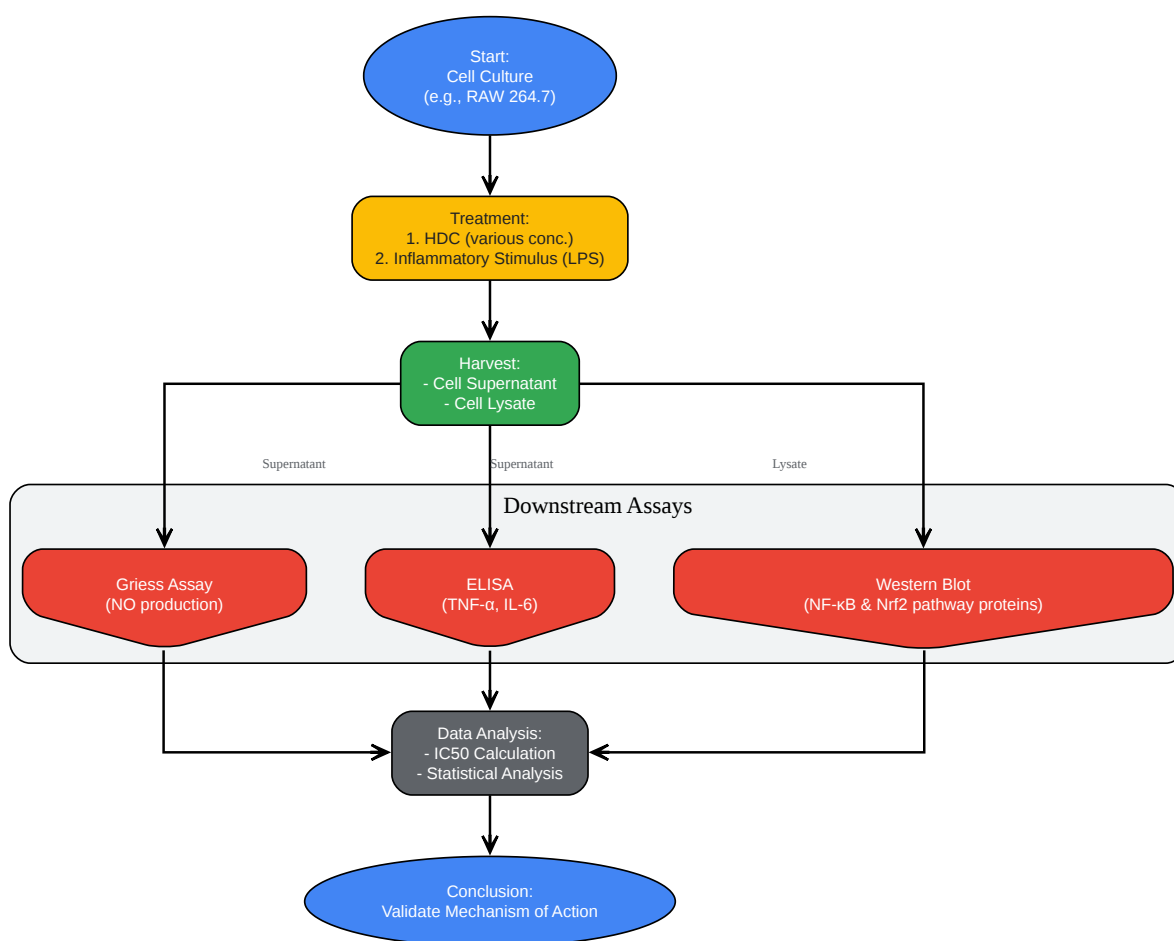 Start:
Cell Culture
(e.g., RAW 264.7)
Treatment:
1. HDC (various conc.)
2. Inflammatory Stimulus (LPS)
Harvest:
- Cell Supernatant
- Cell Lysate
Supernatant
Supernatant
Lysate
Downstream Assays
Griess Assay
(NO production)
ELISA
(TNF-α, IL-6)
Western Blot
(NF-κB & Nrf2 pathway proteins)
Data Analysis:
- IC50 Calculation
- Statistical Analysis
Conclusion:
Validate Mechanism of Action